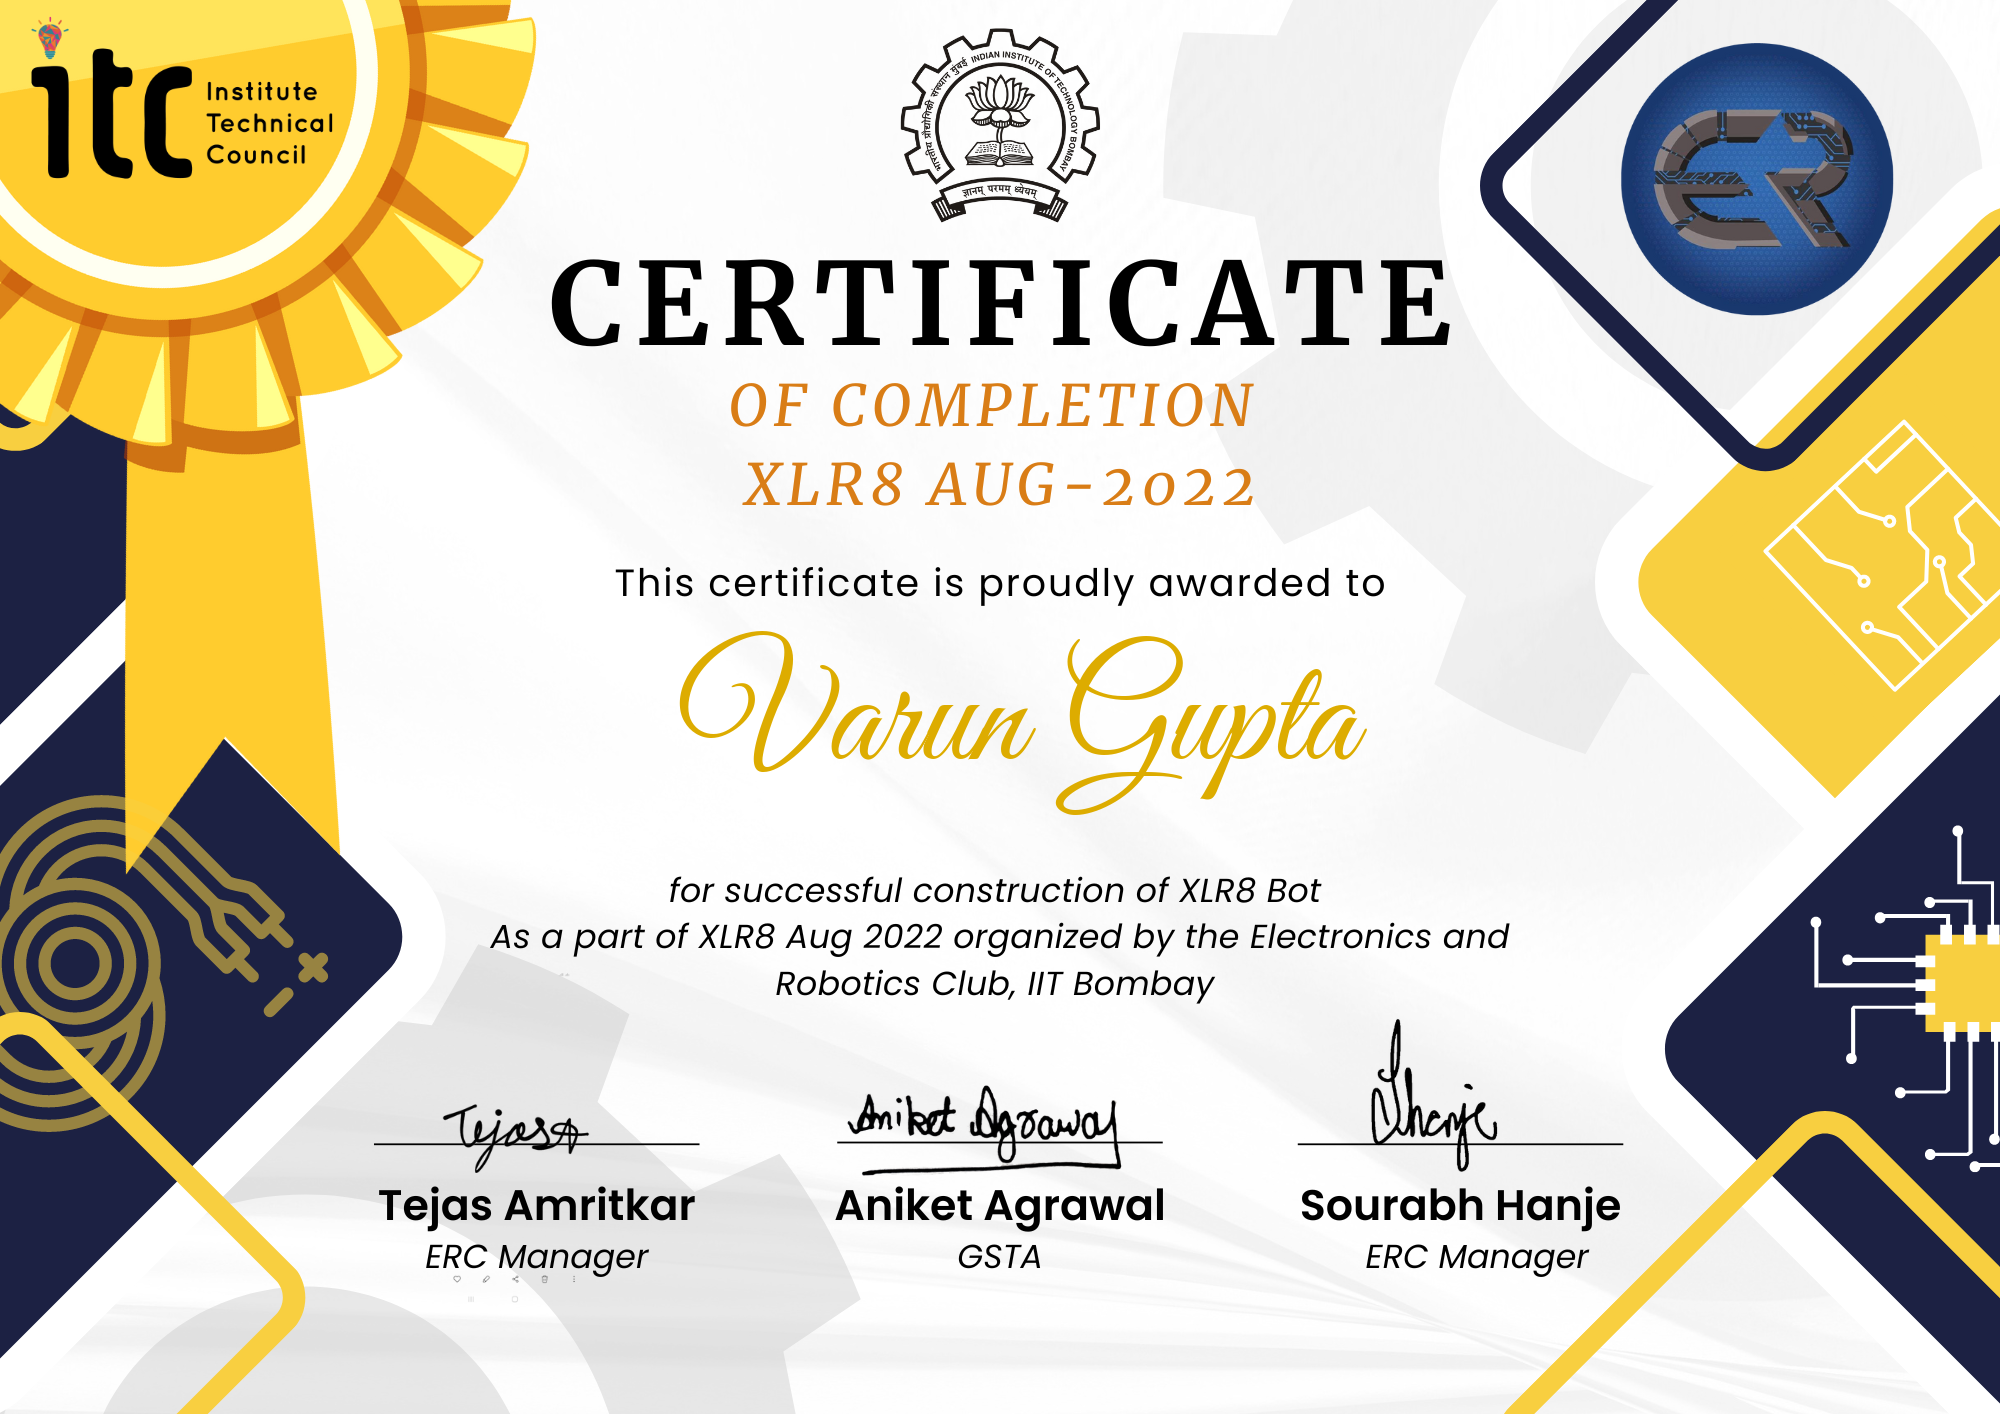 itc
Institute
Technical
Council
भारतीय प्रौद्योगिकी संस्थान मुंबई INDIAN INSTITUTE OF TECHNOLOGY BOMBAY
ज्ञानम् परमम् ध्येयम्
ER
CERTIFICATE
OF COMPLETION
XLR8 AUG-2022
This certificate is proudly awarded to
Varun Gupta
for successful construction of XLR8 Bot
As a part of XLR8 Aug 2022 organized by the Electronics and
Robotics Club, IIT Bombay
TejasA Aniket Agrawal SHanje
Tejas Amritkar Aniket Agrawal Sourabh Hanje
ERC Manager GSTA ERC Manager